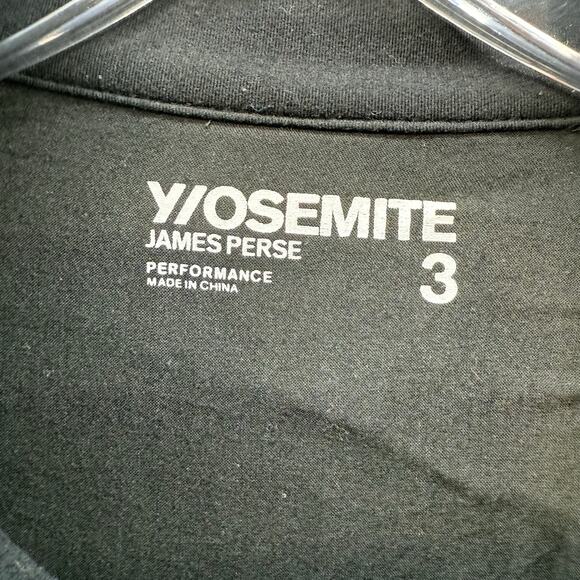 Y/OSEMITE
JAMES PERSE
PERFORMANCE
MADE IN CHINA
3